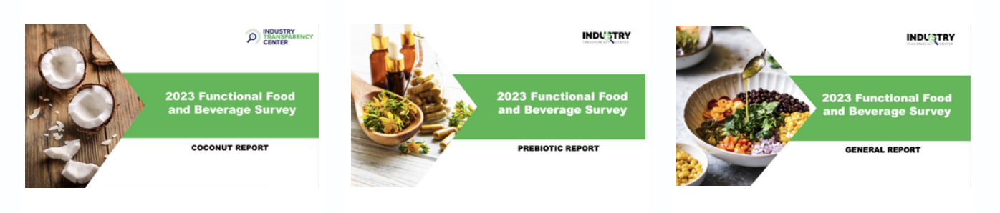 INDUSTRY
TRANSPARENCY
CENTER
2023 Functional Food
and Beverage Survey
COCONUT REPORT
INDUSTRY
TRANSPARENCY CENTER
2023 Functional Food
and Beverage Survey
PREBIOTIC REPORT
INDUSTRY
TRANSPARENCY CENTER
2023 Functional Food
and Beverage Survey
GENERAL REPORT